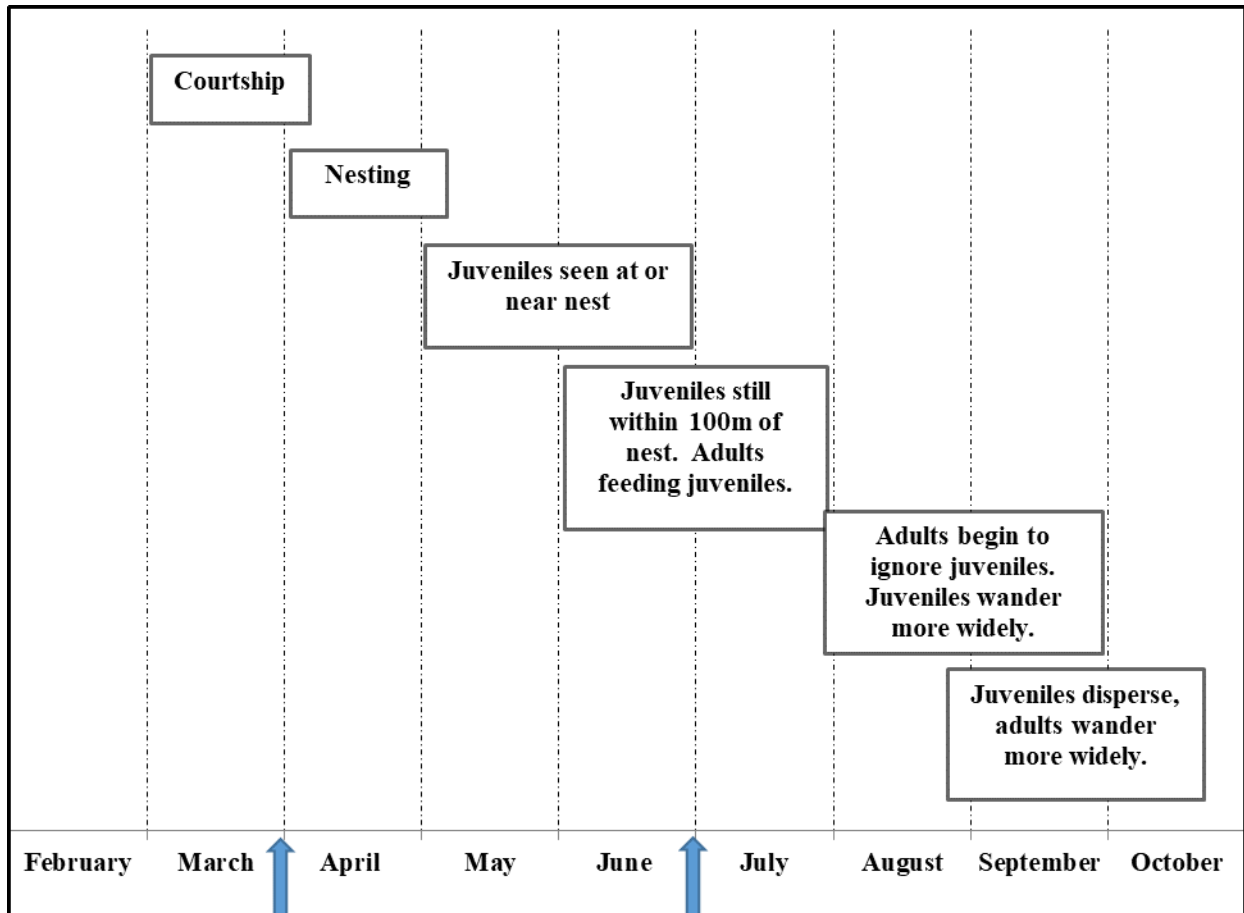 Courtship
Nesting
Juveniles seen at or
near nest
Juveniles still
within 100m of
nest. Adults
feeding juveniles.
Adults begin to
ignore juveniles.
Juveniles wander
more widely.
Juveniles disperse,
adults wander
more widely.
February March April May June July August September October